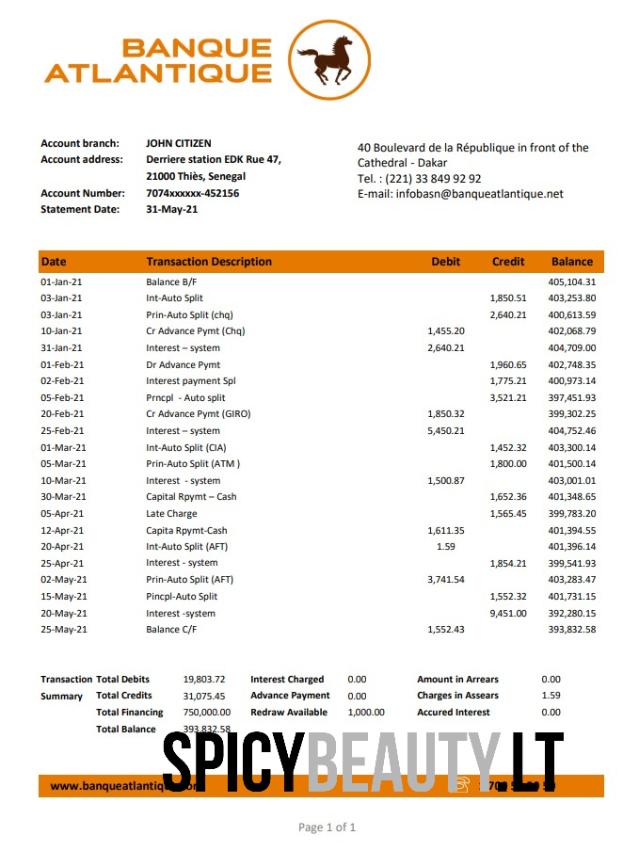 BANQUE
ATLANTIQUE
Account branch: JOHN CITIZEN
Account address: Derriere station EDK Rue 47,
21000 Thiès, Senegal
Account Number: 7074xxxxxx-452156
Statement Date: 31-May-21
40 Boulevard de la République in front of the
Cathedral - Dakar
Tel. : (221) 33 849 92 92
E-mail: infobasn@banqueatlantique.net
Date Transaction Description Debit Credit Balance
01-Jan-21 Balance B/F 405,104.31
03-Jan-21 Int-Auto Split 1,850.51 403,253.80
03-Jan-21 Prin-Auto Split (chq) 2,640.21 400,613.59
10-Jan-21 Cr Advance Pymt (Chq) 1,455.20 402,068.79
31-Jan-21 Interest – system 2,640.21 404,709.00
01-Feb-21 Dr Advance Pymt 1,960.65 402,748.35
02-Feb-21 Interest payment Spl 1,775.21 400,973.14
05-Feb-21 Prncpl - Auto split 3,521.21 397,451.93
20-Feb-21 Cr Advance Pymt (GIRO) 1,850.32 399,302.25
25-Feb-21 Interest – system 5,450.21 404,752.46
01-Mar-21 Int-Auto Split (CIA) 1,452.32 403,300.14
05-Mar-21 Prin-Auto Split (ATM ) 1,800.00 401,500.14
10-Mar-21 Interest - system 1,500.87 403,001.01
30-Mar-21 Capital Rpymt – Cash 1,652.36 401,348.65
05-Apr-21 Late Charge 1,565.45 399,783.20
12-Apr-21 Capita Rpymt-Cash 1,611.35 401,394.55
20-Apr-21 Int-Auto Split (AFT) 1.59 401,396.14
25-Apr-21 Interest - system 1,854.21 399,541.93
02-May-21 Prin-Auto Split (AFT) 3,741.54 403,283.47
15-May-21 Pincpl-Auto Split 1,552.32 401,731.15
20-May-21 Interest -system 9,451.00 392,280.15
25-May-21 Balance C/F 1,552.43 393,832.58
Transaction Total Debits 19,803.72 Interest Charged 0.00 Amount in Arrears 0.00
Summary Total Credits 31,075.45 Advance Payment 0.00 Charges in Assears 1.59
Total Financing 750,000.00 Redraw Available 1,000.00 Accured Interest 0.00
Total Balance 393,832.58
SPICYBEAUTY.LT
Page 1 of 1